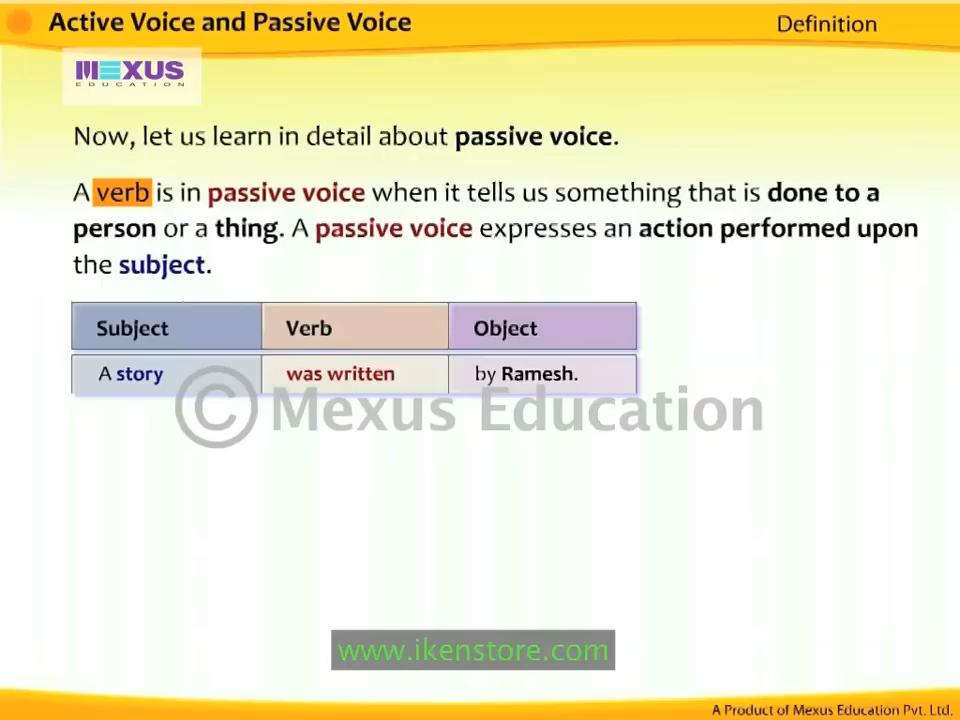 Active Voice and Passive Voice
Definition
MEXUS
EDUCATION
Now, let us learn in detail about passive voice.
A verb is in passive voice when it tells us something that is done to a
person or a thing. A passive voice expresses an action performed upon
the subject.
Subject Verb Object
A story was written by Ramesh.
© Mexus Education
www.ikenstore.com
A Product of Mexus Education Pvt. Ltd.